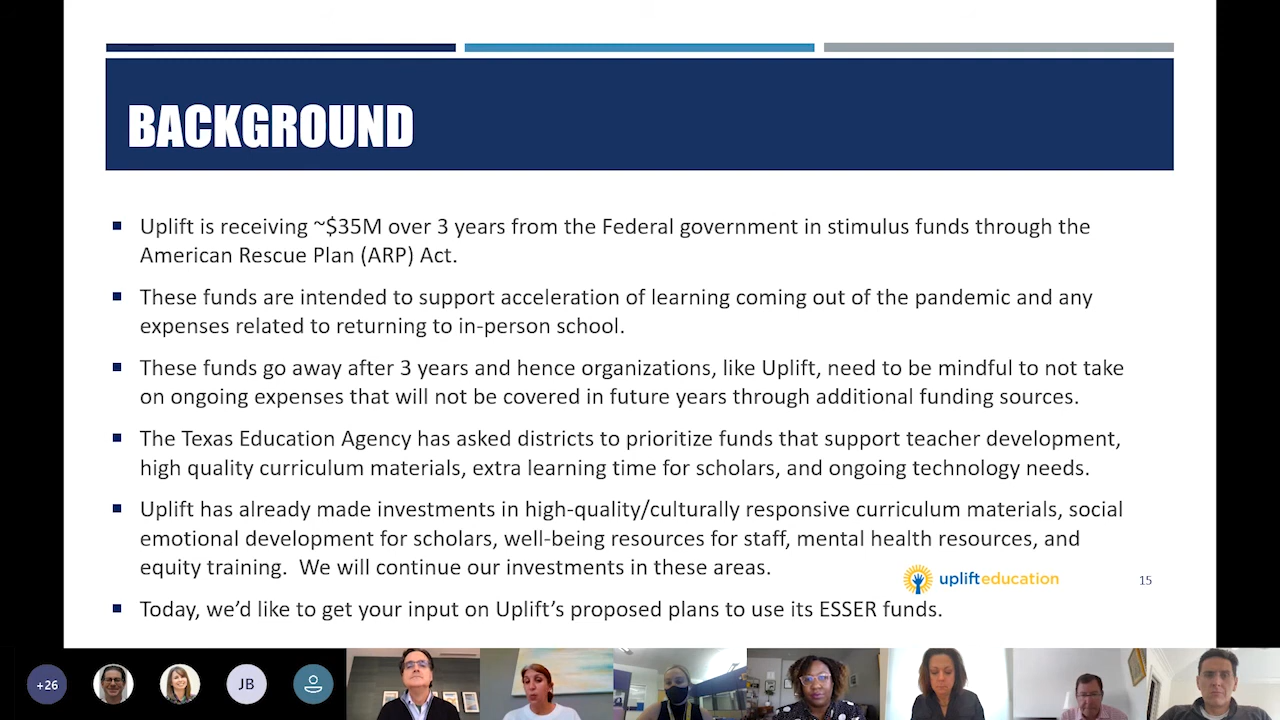 BACKGROUND
Uplift is receiving ~$35M over 3 years from the Federal government in stimulus funds through the
American Rescue Plan (ARP) Act.
These funds are intended to support acceleration of learning coming out of the pandemic and any
expenses related to returning to in-person school.
These funds go away after 3 years and hence organizations, like Uplift, need to be mindful to not take
on ongoing expenses that will not be covered in future years through additional funding sources.
The Texas Education Agency has asked districts to prioritize funds that support teacher development,
high quality curriculum materials, extra learning time for scholars, and ongoing technology needs.
Uplift has already made investments in high-quality/culturally responsive curriculum materials, social
emotional development for scholars, well-being resources for staff, mental health resources, and
equity training.  We will continue our investments in these areas.
uplifteducation
15
Today, we’d like to get your input on Uplift’s proposed plans to use its ESSER funds.
+26
JB